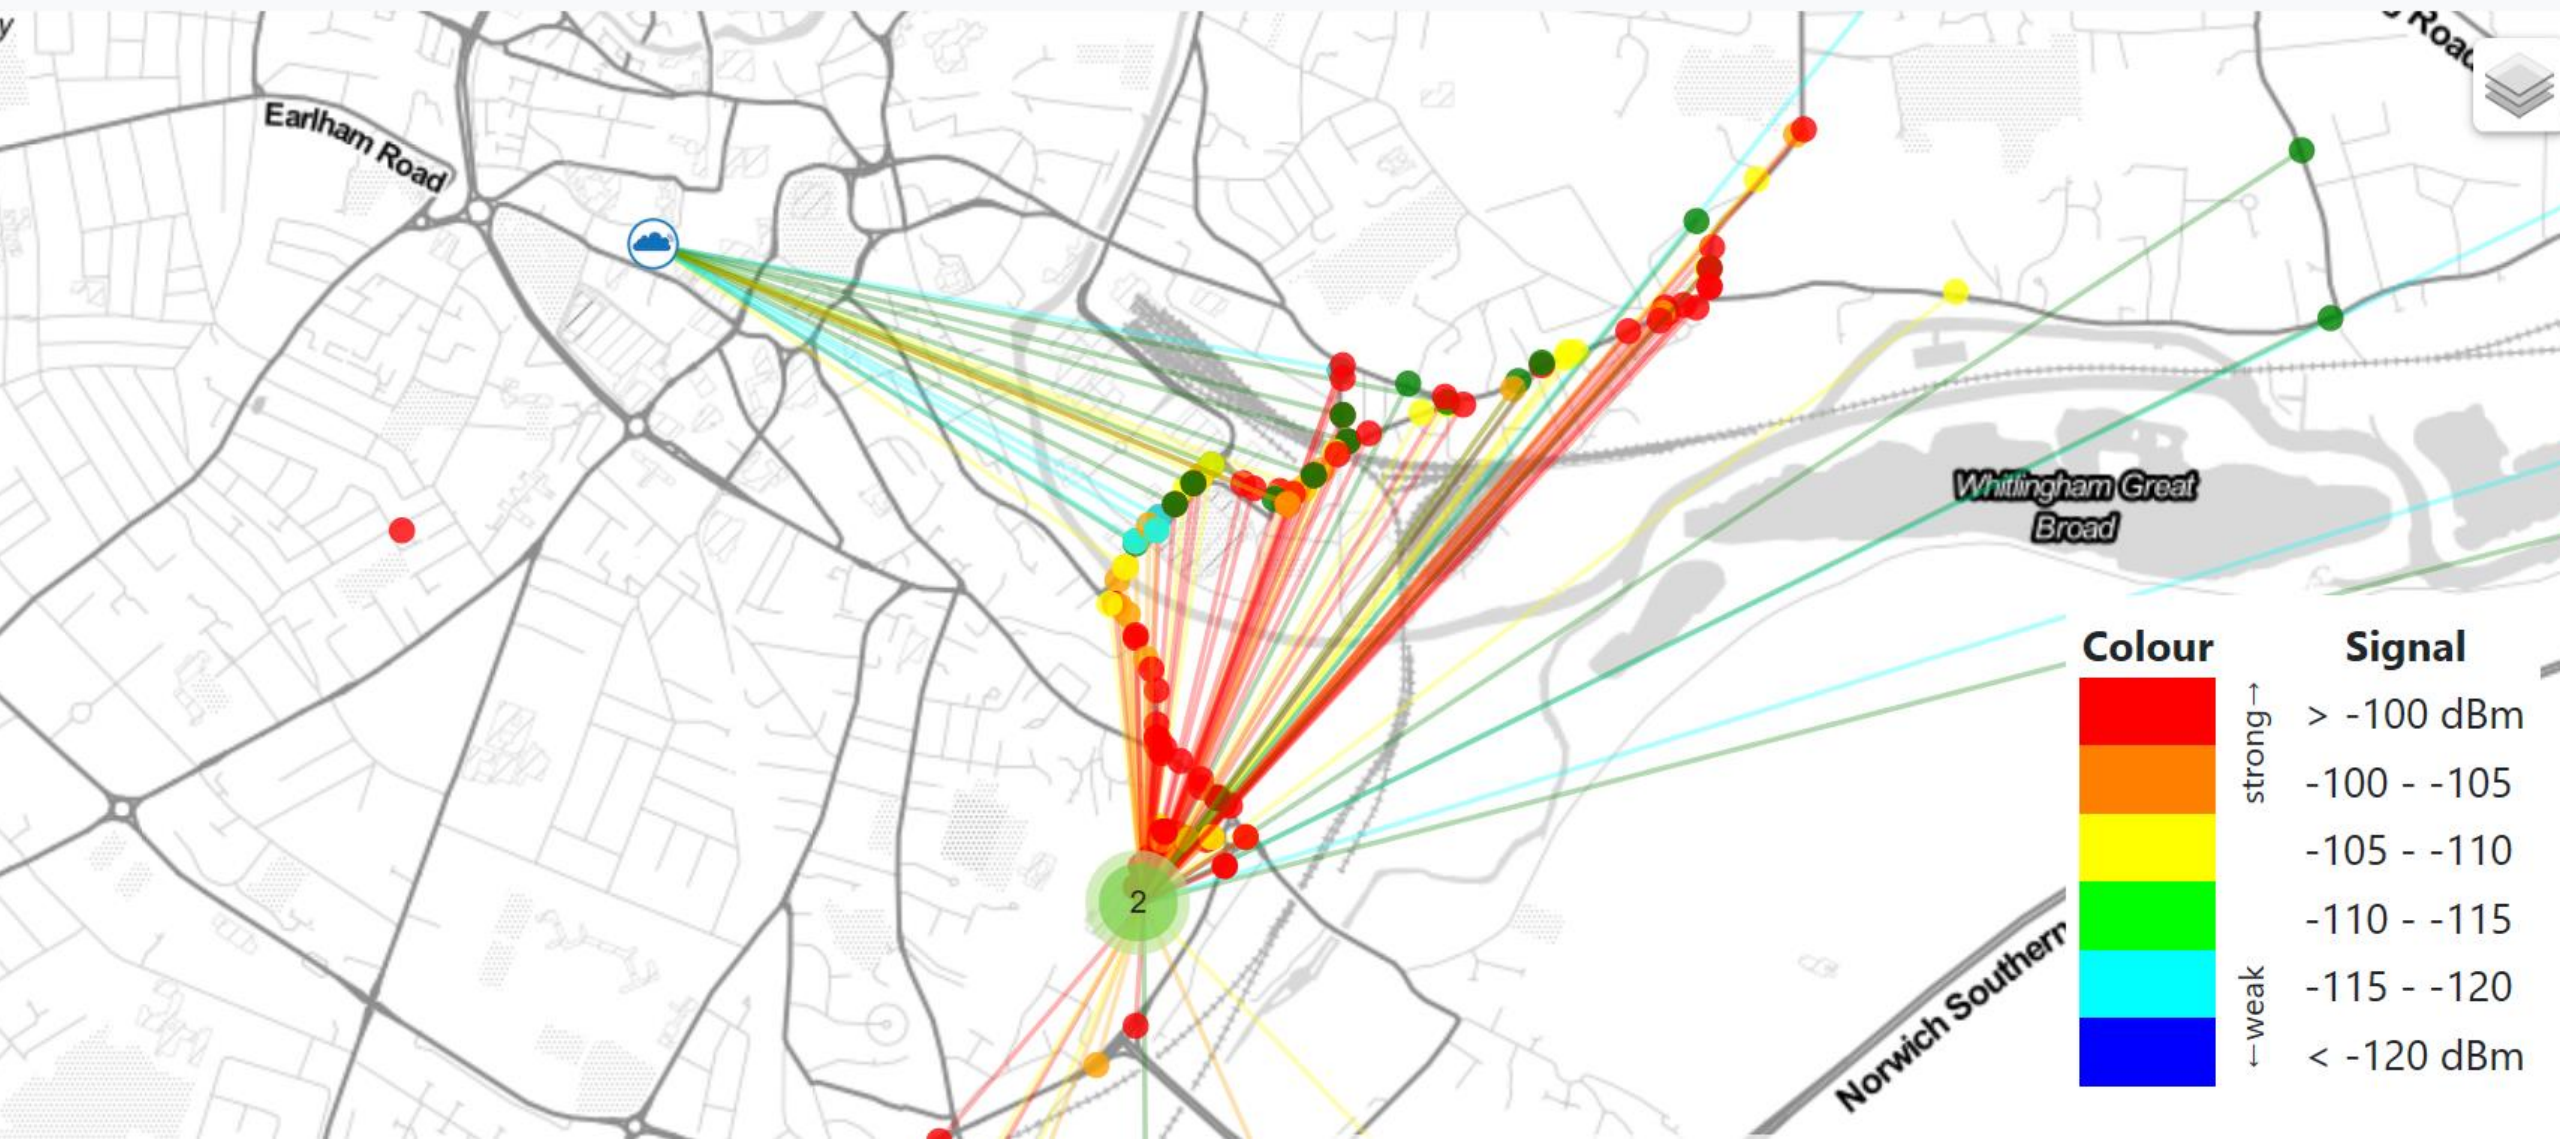 Road
Earlham Road
Whitlingham Great
Broad
2
Norwich Southern
Colour Signal
strong→
> -100 dBm
-100 - -105
-105 - -110
-110 - -115
-115 - -120
< -120 dBm
←weak